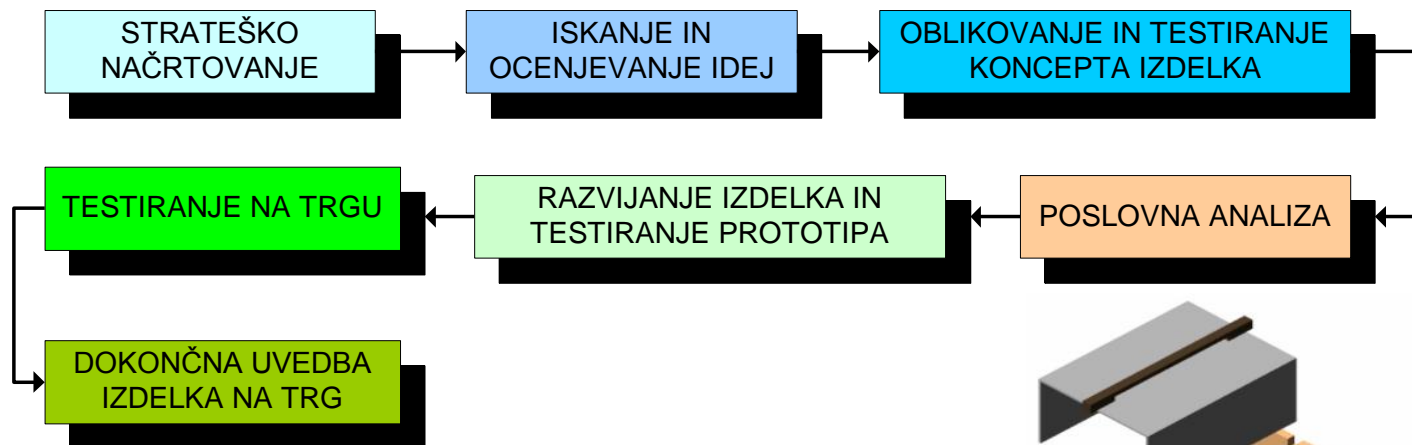 STRATEŠKO
NAČRTOVANJE
ISKANJE IN
OCENJEVANJE IDEJ
OBLIKOVANJE IN TESTIRANJE
KONCEPTA IZDELKA
POSLOVNA ANALIZA
RAZVIJANJE IZDELKA IN
TESTIRANJE PROTOTIPA
TESTIRANJE NA TRGU
DOKONČNA UVEDBA
IZDELKA NA TRG